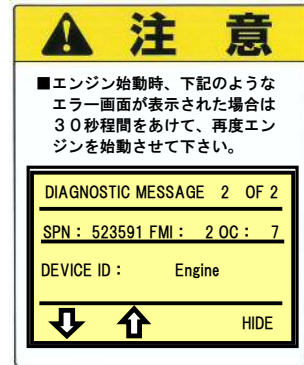 注 意
■エンジン始動時、下記のような
エラー画面が表示された場合は
３０秒程間をあけて、再度エン
ジンを始動させて下さい。
DIAGNOSTIC MESSAGE 2 OF 2
SPN： 523591 FMI： 2 OC： 7
DEVICE ID： Engine
HIDE